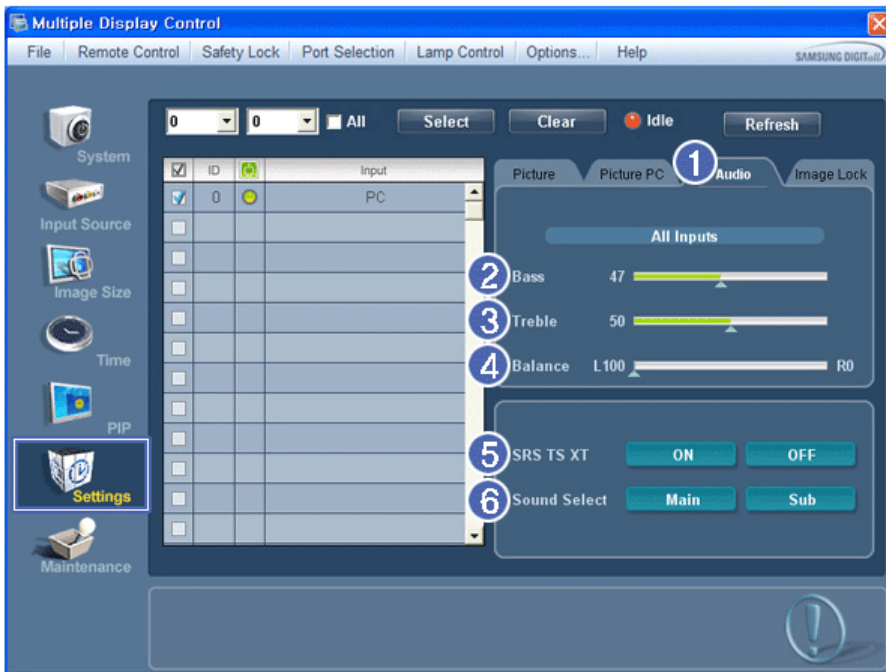 Multiple Display Control
File Remote Control Safety Lock Port Selection Lamp Control Options... Help SAMSUNG DIGITall
0 0 All Select Clear Idle Refresh
System
Input Source
Image Size
Time
PIP
Settings
Maintenance
ID Input
0 PC
Picture Picture PC 1 Audio Image Lock
All Inputs
2 Bass 47
3 Treble 50
4 Balance L100 R0
5 SRS TS XT ON OFF
6 Sound Select Main Sub